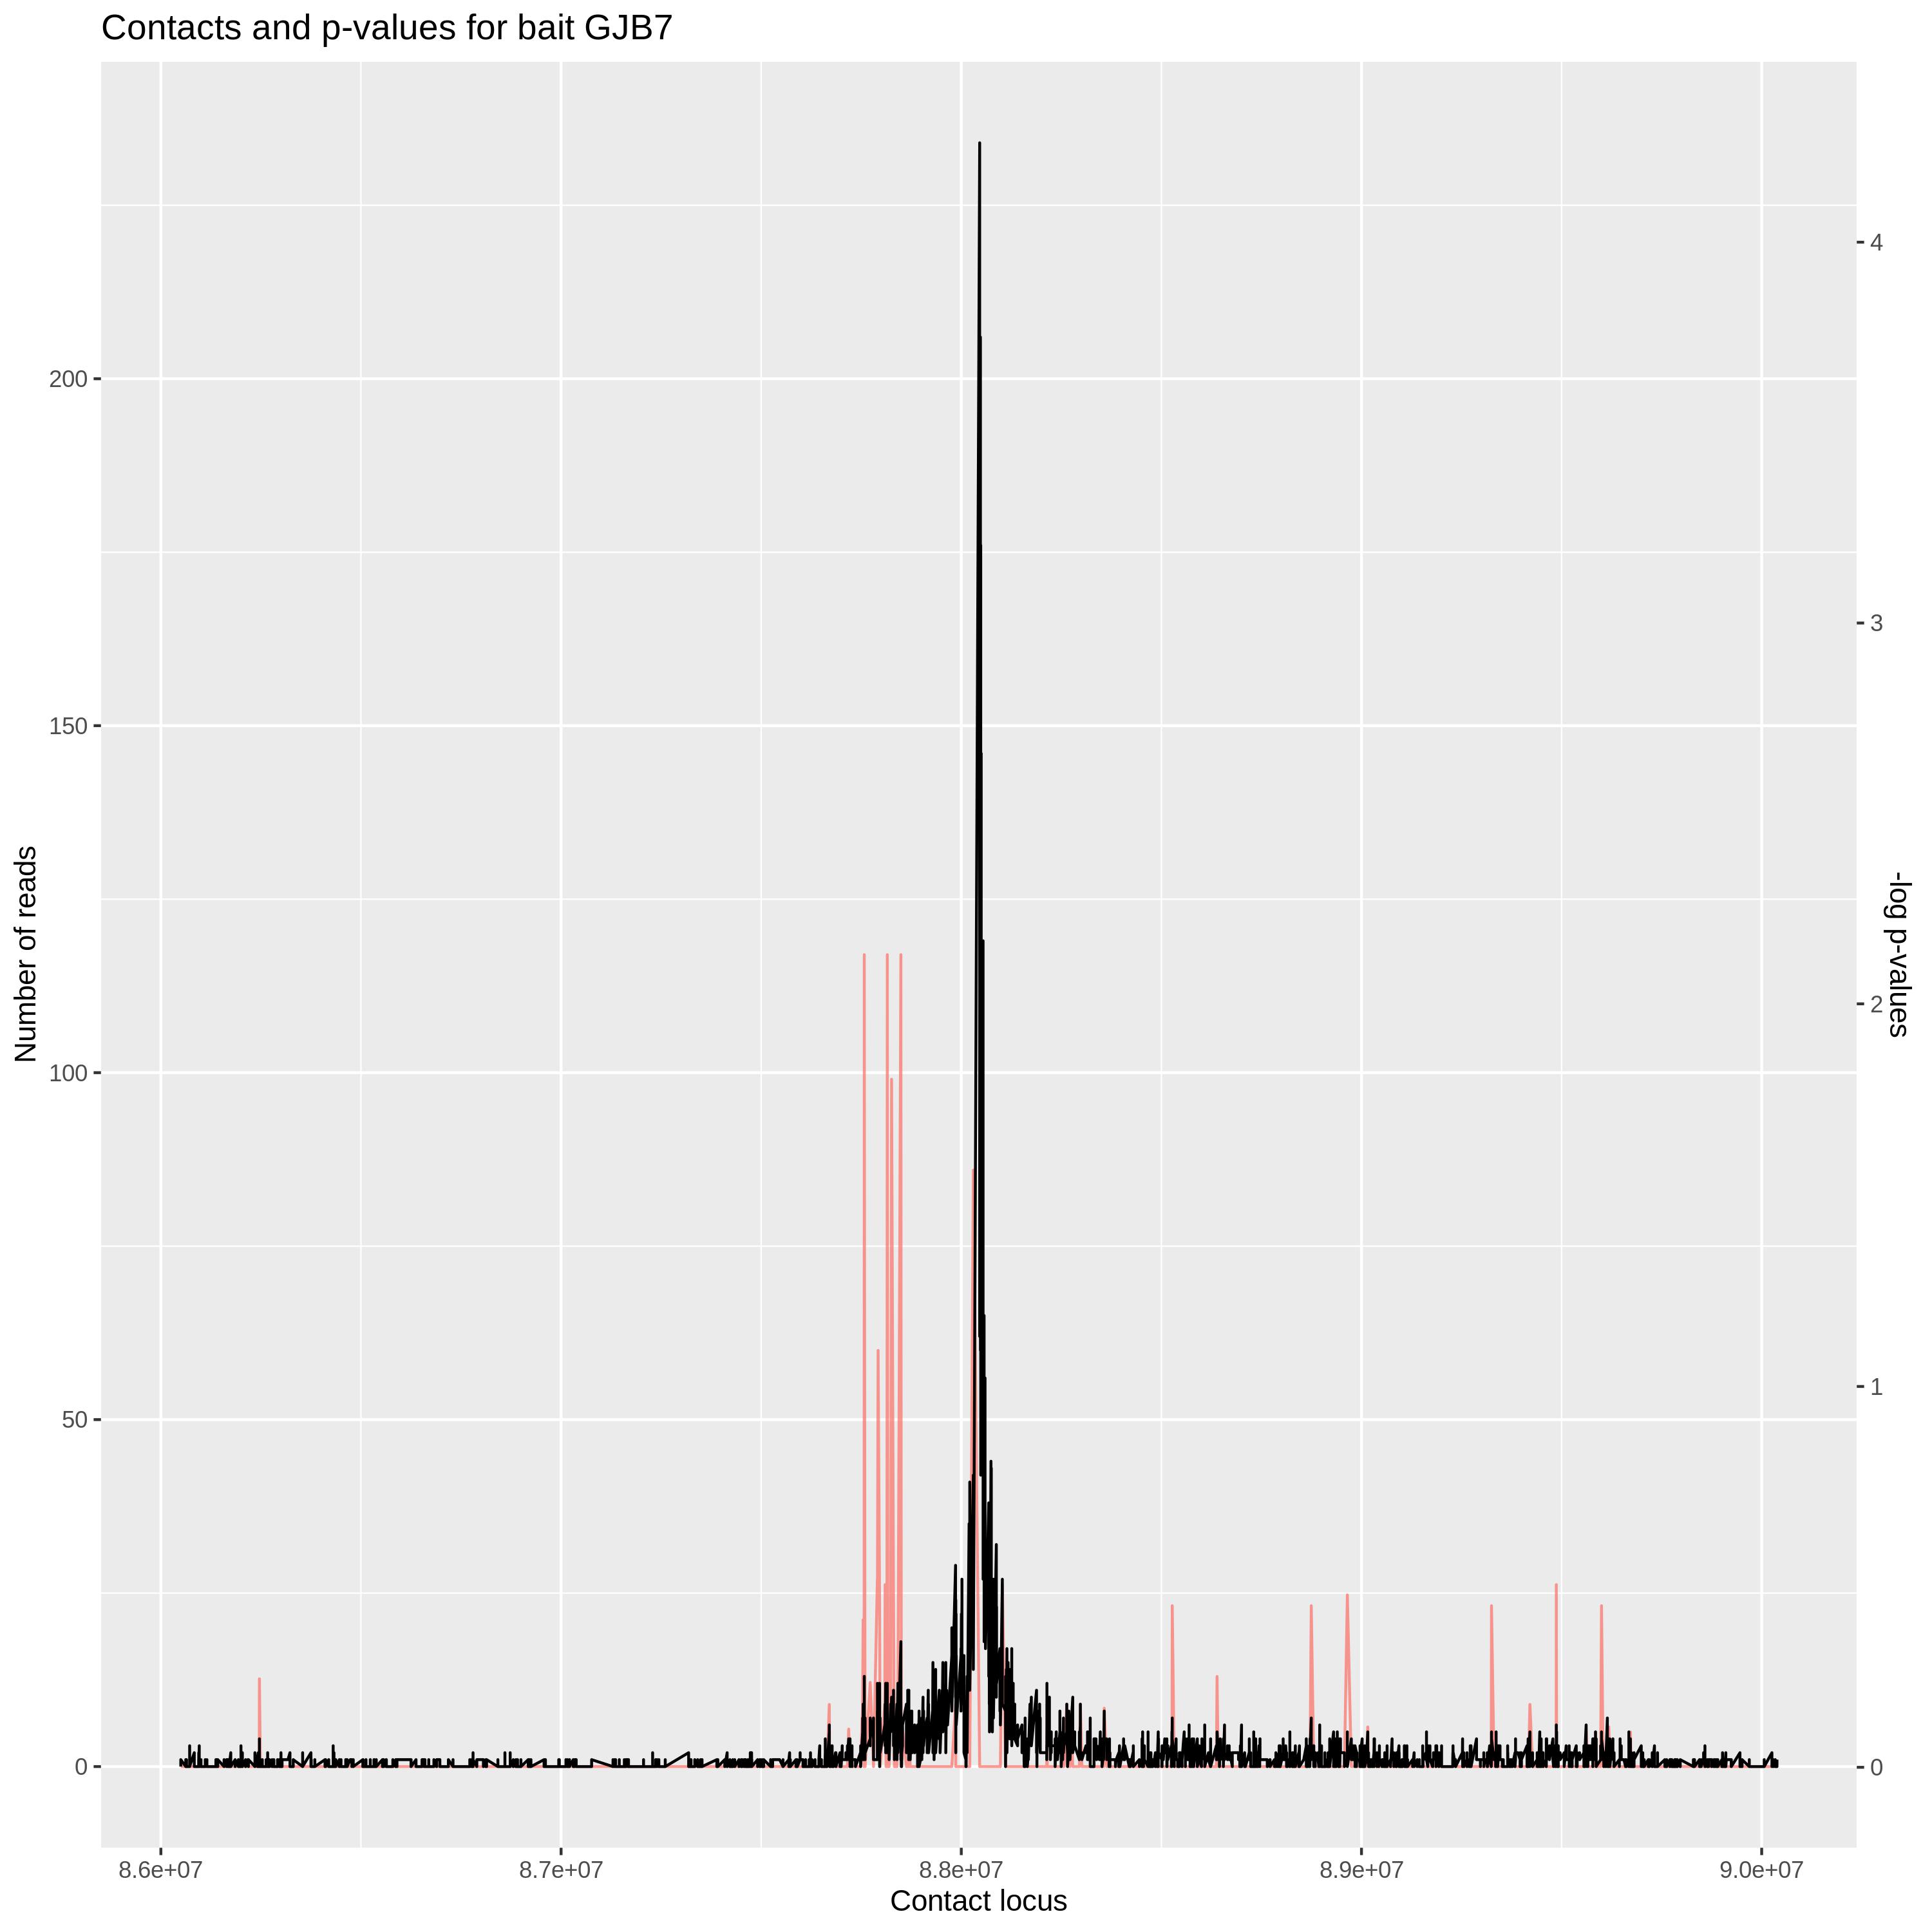 Contacts and p-values for bait GJB7
200
150
100
50
0
4
3
2
1
0
Number of reads
-log p-values
8.6e+07 8.7e+07 8.8e+07 8.9e+07 9.0e+07
Contact locus